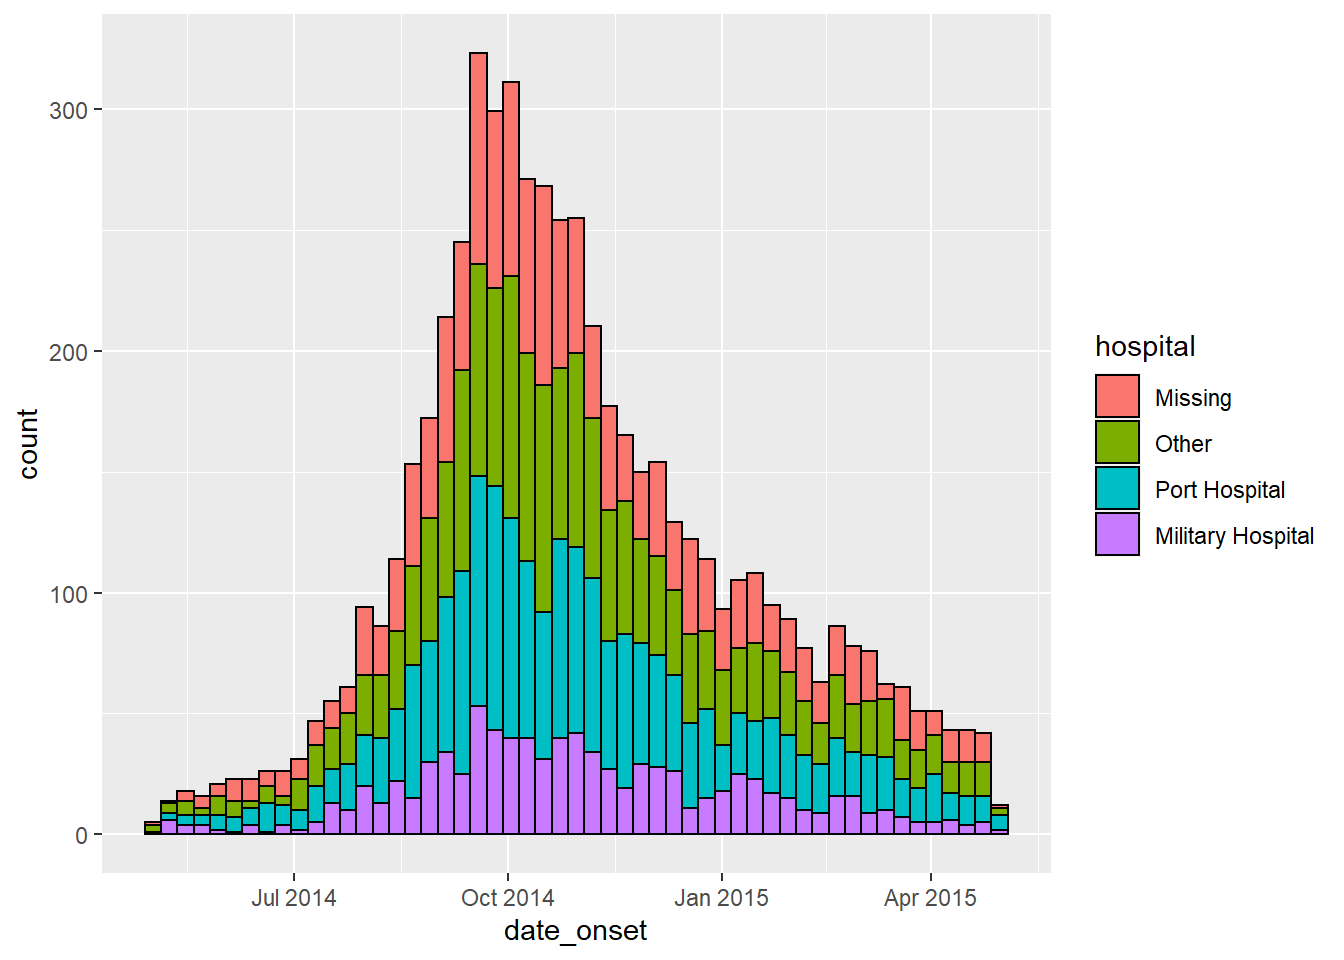 300
200
100
0
count
Jul 2014
Oct 2014
Jan 2015
Apr 2015
date_onset
hospital
Missing
Other
Port Hospital
Military Hospital